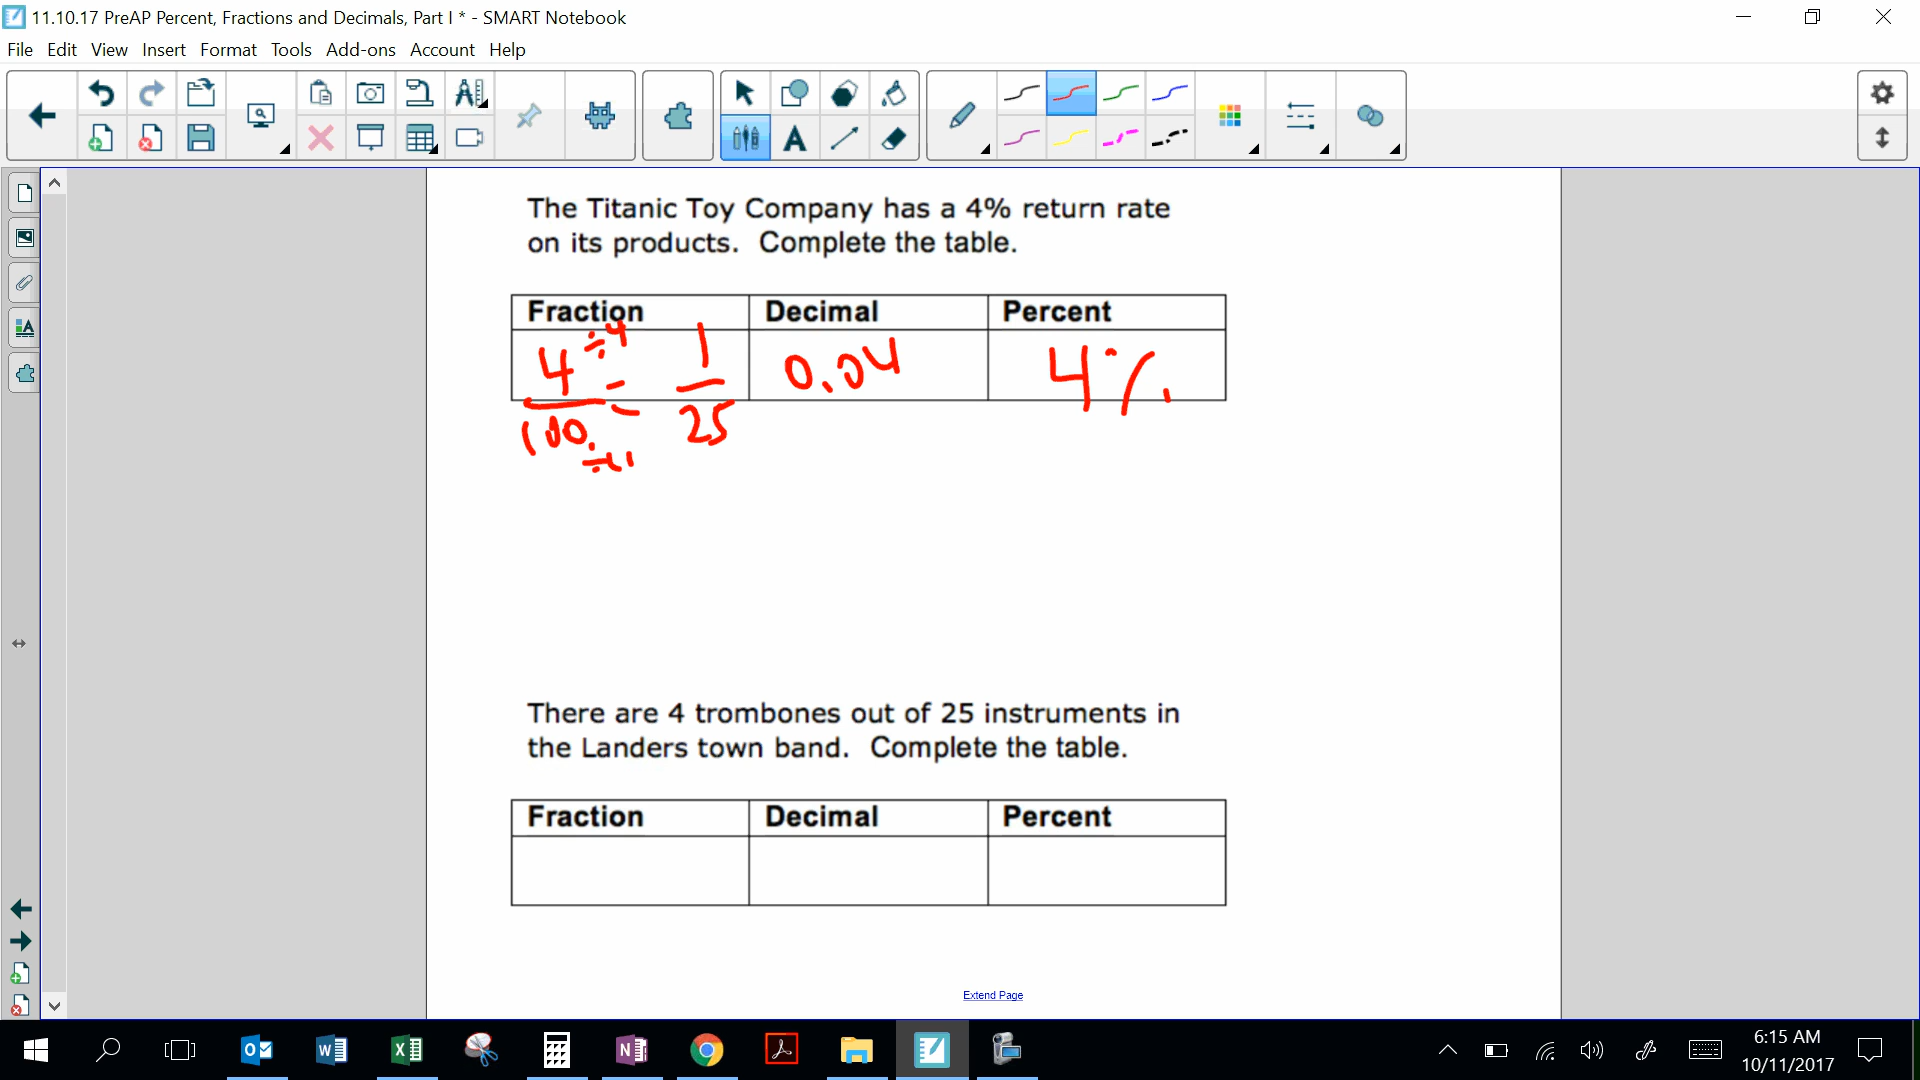 11.10.17 PreAP Percent, Fractions and Decimals, Part I * - SMART Notebook
File Edit View Insert Format Tools Add-ons Account Help
The Titanic Toy Company has a 4% return rate
on its products. Complete the table.
Fraction Decimal Percent
4 ÷4 = 1 0.04 4%
100 ÷4 25
There are 4 trombones out of 25 instruments in
the Landers town band. Complete the table.
Fraction Decimal Percent
Extend Page
6:15 AM
10/11/2017